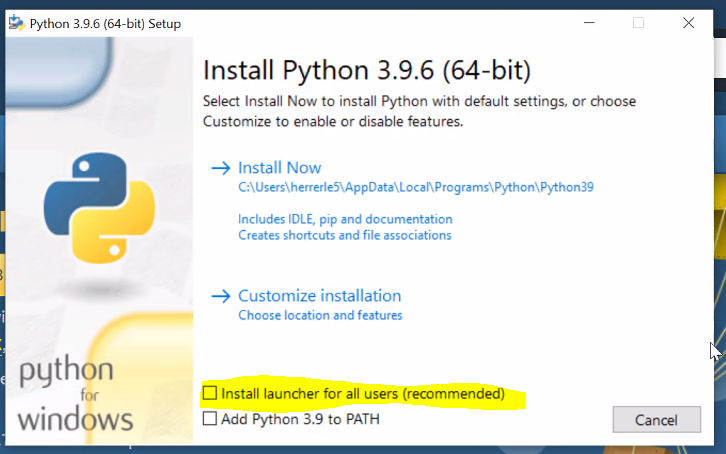 Python 3.9.6 (64-bit) Setup
Install Python 3.9.6 (64-bit)
Select Install Now to install Python with default settings, or choose
Customize to enable or disable features.
Install Now
C:\Users\herrerle5\AppData\Local\Programs\Python\Python39
Includes IDLE, pip and documentation
Creates shortcuts and file associations
Customize installation
Choose location and features
python
for
windows
Install launcher for all users (recommended)
Add Python 3.9 to PATH
Cancel